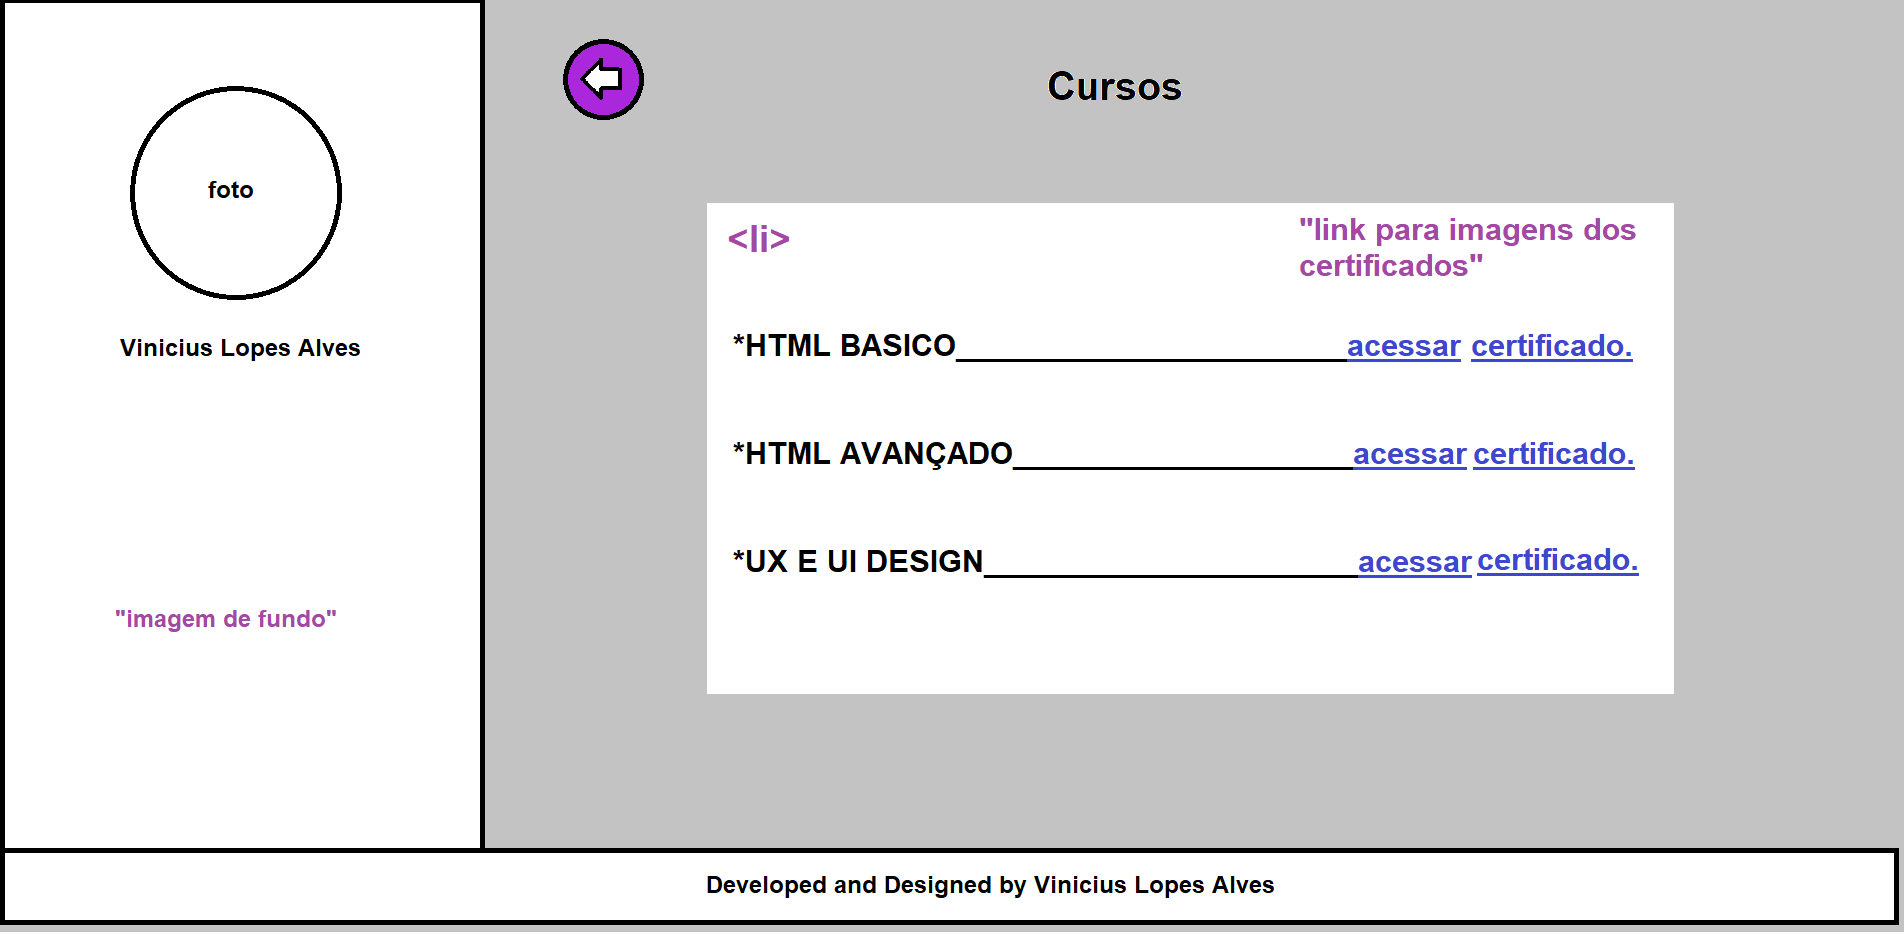 foto
Vinicius Lopes Alves
"imagem de fundo"
Cursos
<li>
"link para imagens dos
certificados"
*HTML BASICO_______________________acessar certificado.
*HTML AVANÇADO____________________acessar certificado.
*UX E UI DESIGN______________________acessar certificado.
Developed and Designed by Vinicius Lopes Alves